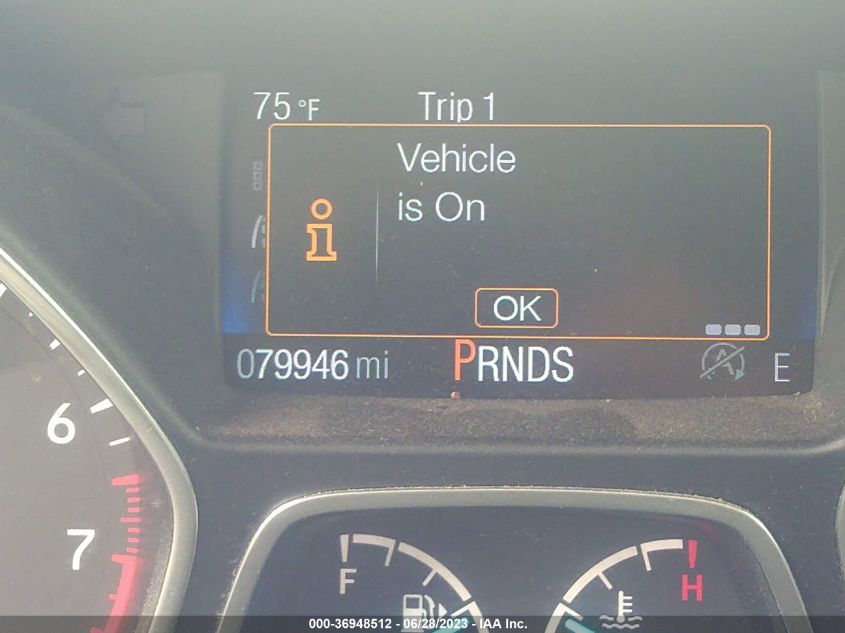 75 °F Trip 1
Vehicle
is On
OK
079946 mi PRNDS E
6
7
F H
000-36948512 - 06/28/2023 - IAA Inc.